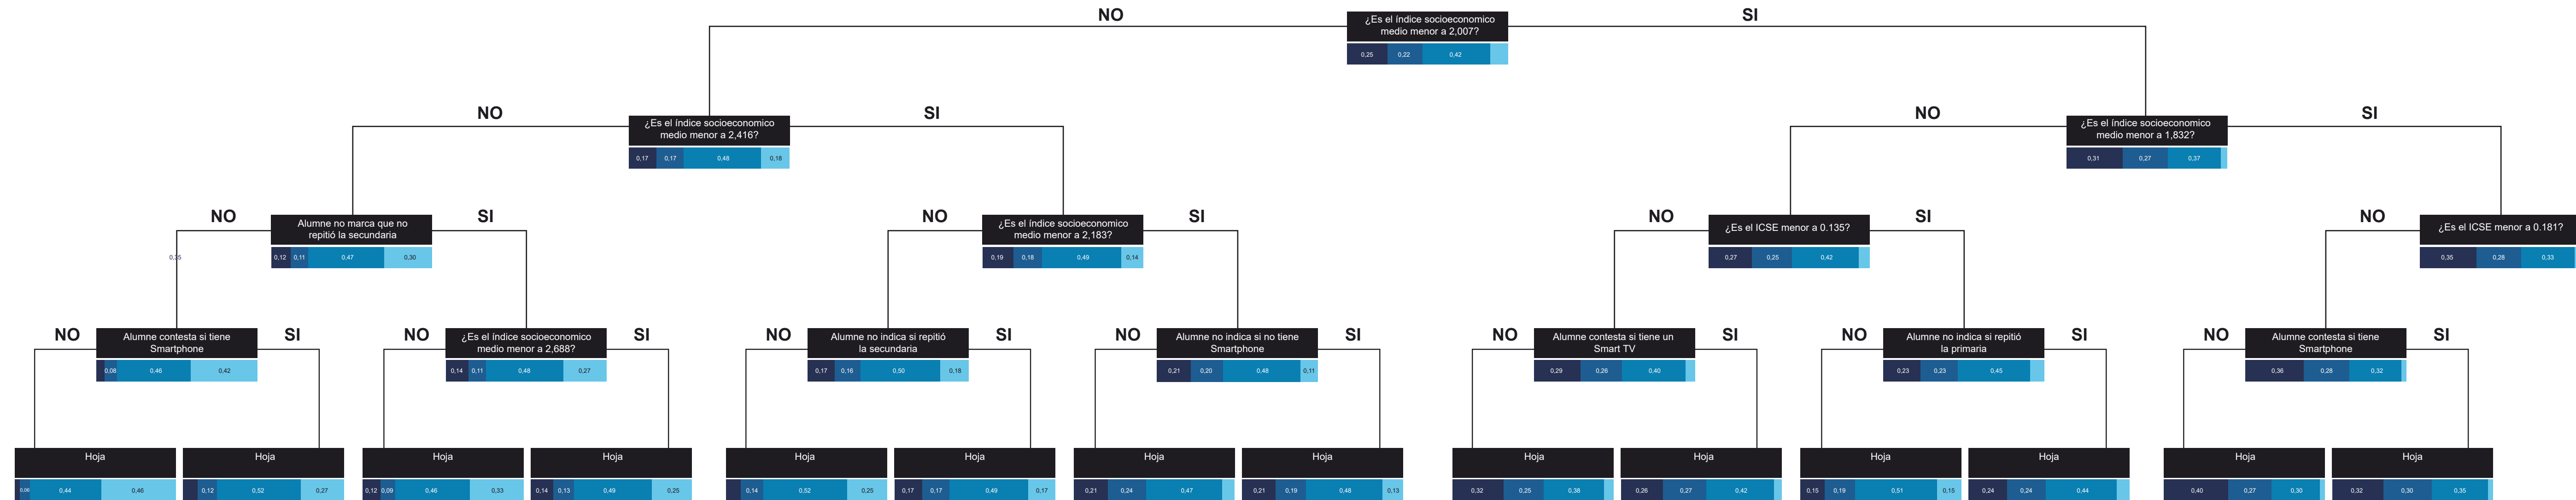 NO
SI
¿Es el índice socioeconomico
medio menor a 2,007?
0,25 0,22 0,42
NO
SI
NO
SI
¿Es el índice socioeconomico
medio menor a 2,416?
0,17 0,17 0,48 0,18
¿Es el índice socioeconomico
medio menor a 1,832?
0,31 0,27 0,37
NO
SI
NO
SI
NO
SI
NO
Alumne no marca que no
repitió la secundaria
0,12 0,11 0,47 0,30
¿Es el índice socioeconomico
medio menor a 2,183?
0,19 0,18 0,49 0,14
¿Es el ICSE menor a 0.135?
0,27 0,25 0,42
¿Es el ICSE menor a 0.181?
0,35 0,28 0,33
NO
SI
NO
SI
NO
SI
NO
SI
NO
SI
NO
SI
NO
SI
Alumne contesta si tiene
Smartphone
0,08 0,46 0,42
¿Es el índice socioeconomico
medio menor a 2,688?
0,14 0,11 0,48 0,27
Alumne no indica si repitió
la secundaria
0,17 0,16 0,50 0,18
Alumne no indica si no tiene
Smartphone
0,21 0,20 0,48 0,11
Alumne contesta si tiene un
Smart TV
0,29 0,26 0,40
Alumne no indica si repitió
la primaria
0,23 0,23 0,45
Alumne contesta si tiene
Smartphone
0,36 0,28 0,32
Hoja
0,44 0,46
Hoja
0,12 0,52 0,27
Hoja
0,12 0,09 0,46 0,33
Hoja
0,14 0,13 0,49 0,25
Hoja
0,14 0,52 0,25
Hoja
0,17 0,17 0,49 0,17
Hoja
0,21 0,24 0,47
Hoja
0,21 0,19 0,48 0,13
Hoja
0,32 0,25 0,38
Hoja
0,26 0,27 0,42
Hoja
0,15 0,19 0,51 0,15
Hoja
0,24 0,24 0,44
Hoja
0,40 0,27 0,30
Hoja
0,32 0,30 0,35